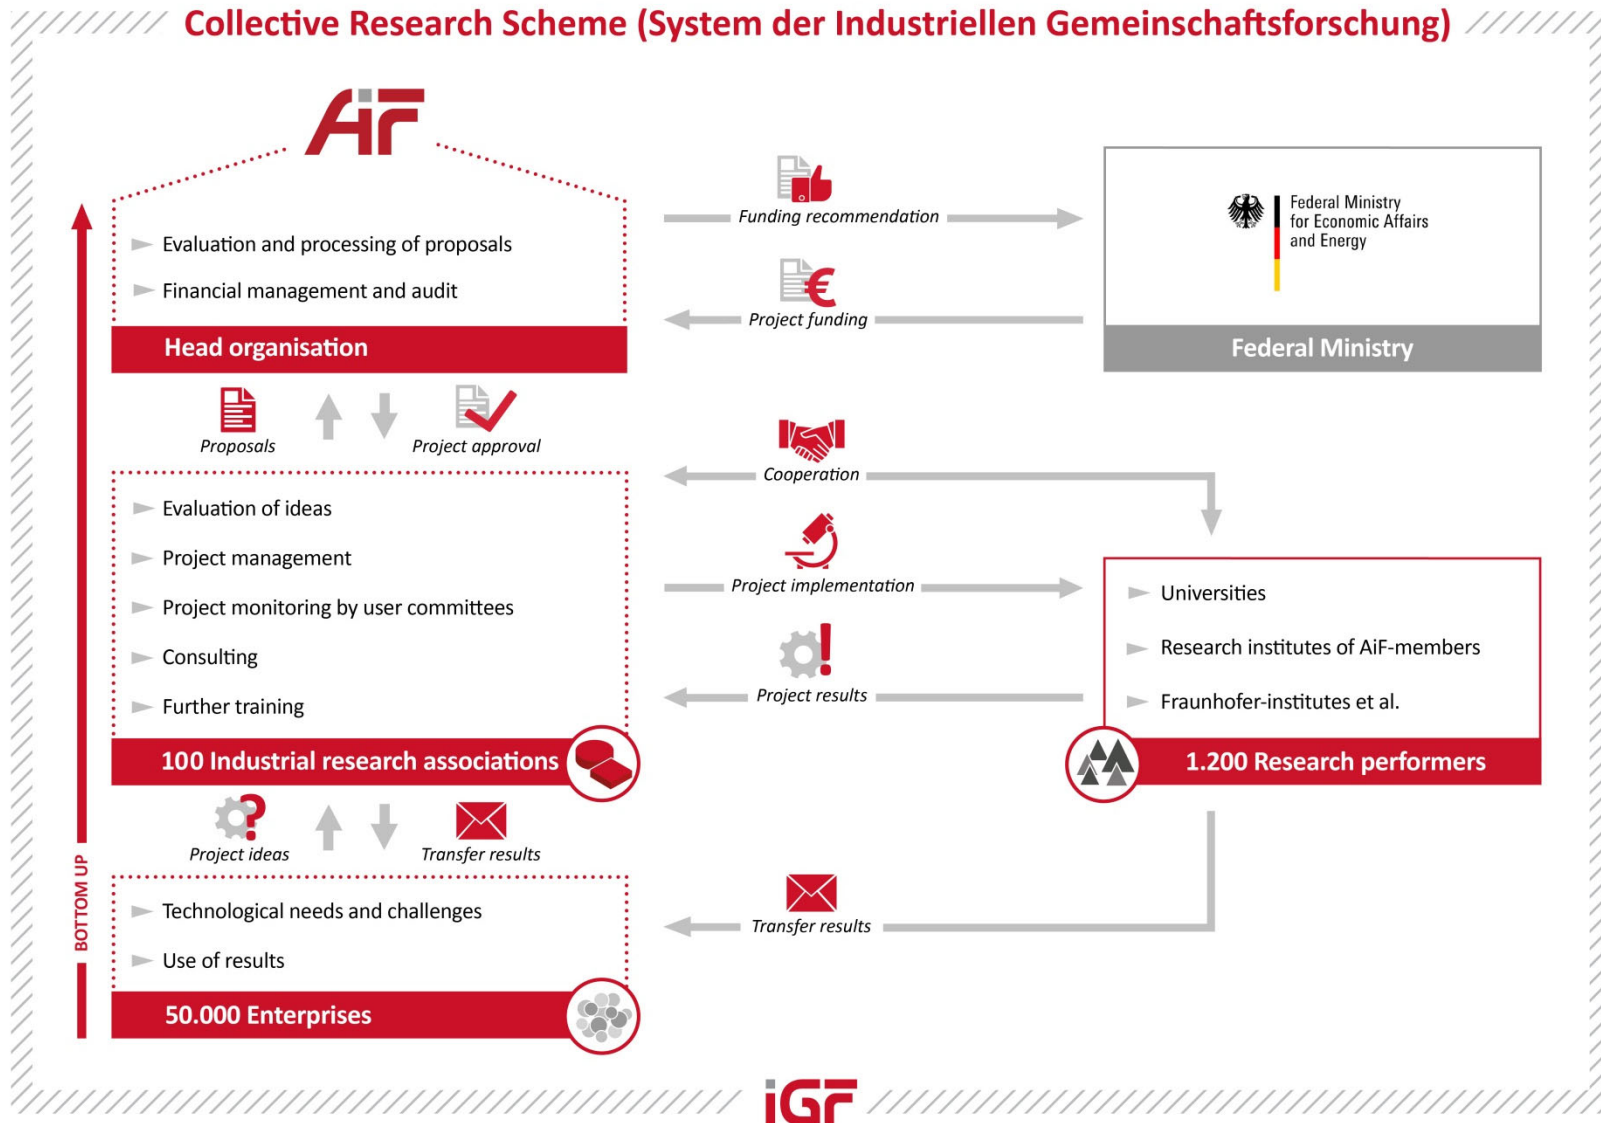 Collective Research Scheme (System der Industriellen Gemeinschaftsforschung)
AiF
Evaluation and processing of proposals
Financial management and audit
Head organisation
Funding recommendation
Project funding
Federal Ministry
for Economic Affairs
and Energy
Federal Ministry
Proposals
Project approval
Evaluation of ideas
Project management
Project monitoring by user committees
Consulting
Further training
100 Industrial research associations
Cooperation
Project implementation
Project results
Universities
Research institutes of AiF-members
Fraunhofer-institutes et al.
1.200 Research performers
Project ideas
Transfer results
Technological needs and challenges
Use of results
50.000 Enterprises
Transfer results
BOTTOM UP
iGF